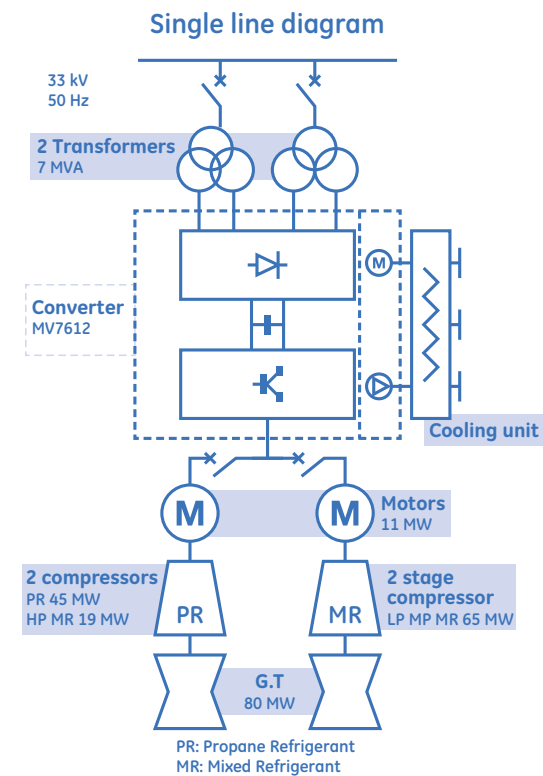 Single line diagram
33 kV
50 Hz
2 Transformers
7 MVA
M
Converter
MV7612
Cooling unit
M
M
Motors
11 MW
2 compressors
PR 45 MW
HP MR 19 MW
PR
MR
2 stage
compressor
LP MP MR 65 MW
G.T
80 MW
PR: Propane Refrigerant
MR: Mixed Refrigerant